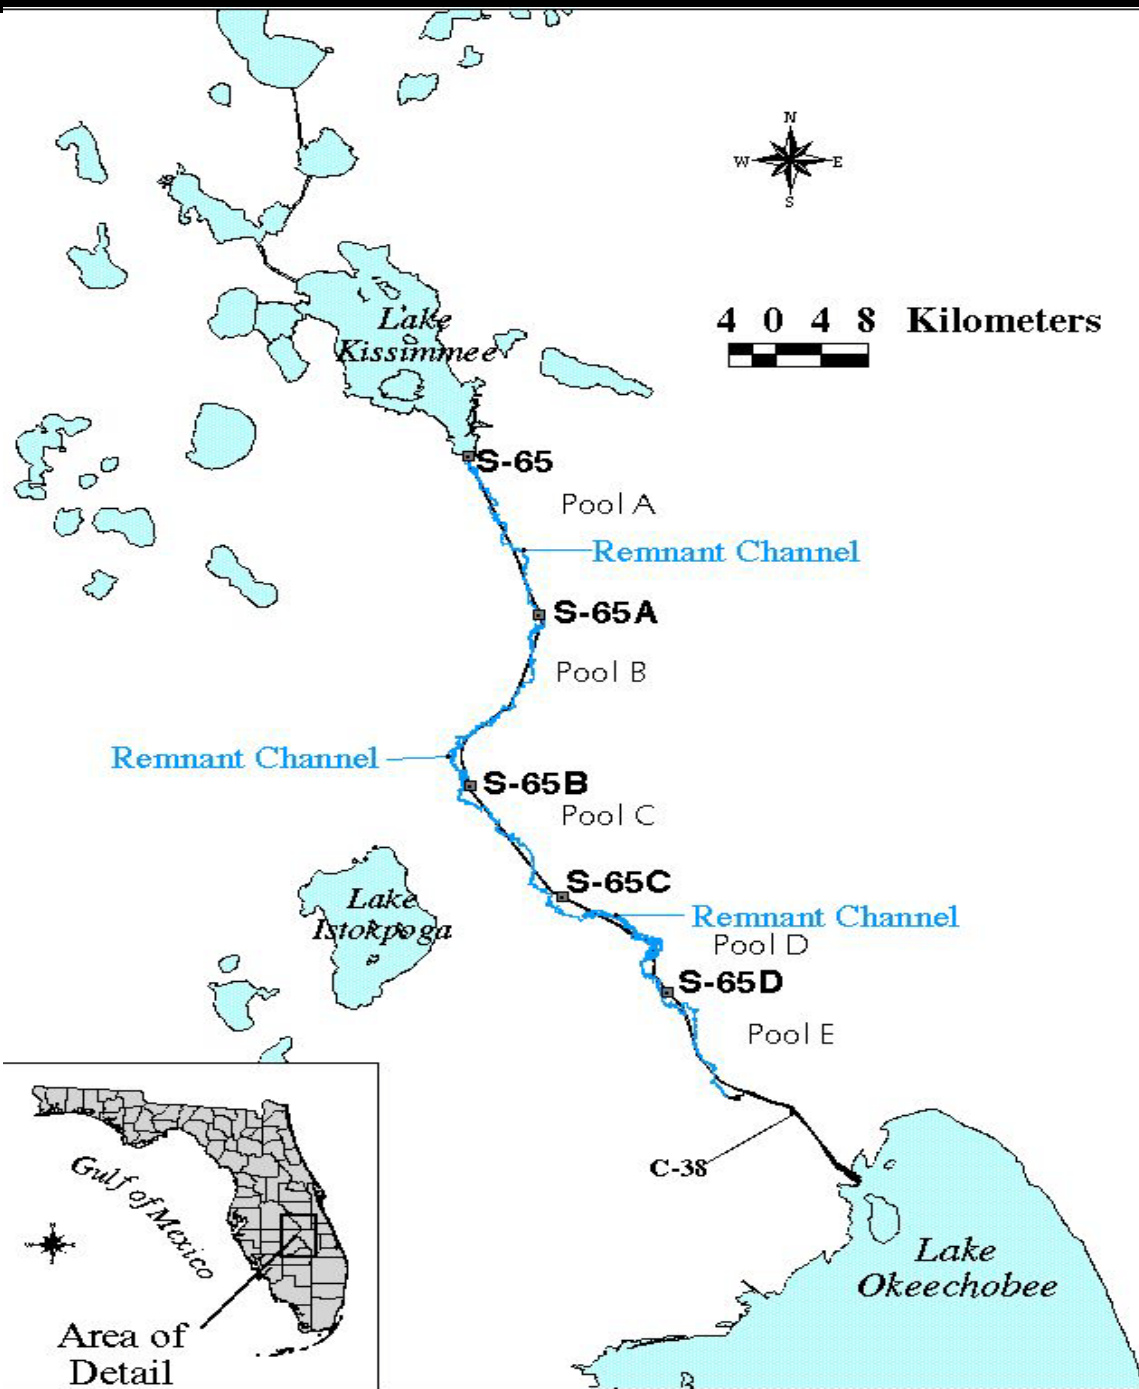 N
W E
S
4 0 4 8 Kilometers
Lake
Kissimmee
S-65
Pool A
Remnant Channel
S-65A
Pool B
Remnant Channel
S-65B
Pool C
S-65C
Lake
Istokpoga
Remnant Channel
Pool D
S-65D
Pool E
C-38
Gulf of Mexico
Lake
Okeechobee
Area of
Detail